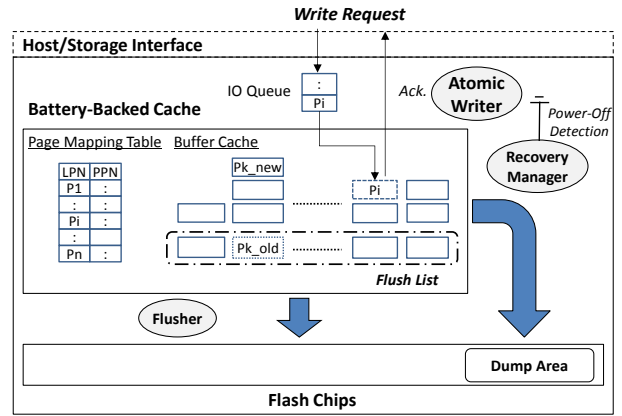 Write Request
Host/Storage Interface
IO Queue
:
Pi
Ack.
Atomic
Writer
Power-Off
Detection
Recovery
Manager
Battery-Backed Cache
Page Mapping Table
Buffer Cache
LPN PPN
P1 :
: :
Pi :
:
Pn :
Pk_new
Pi
Pk_old
Flush List
Flusher
Dump Area
Flash Chips